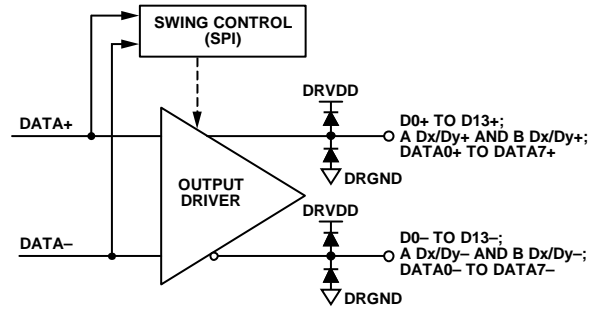 SWING CONTROL
(SPI)
DRVDD
DATA+
D0+ TO D13+;
A Dx/Dy+ AND B Dx/Dy+;
DATA0+ TO DATA7+
OUTPUT
DRIVER
DRGND
DRVDD
DATA–
D0– TO D13–;
A Dx/Dy– AND B Dx/Dy–;
DATA0– TO DATA7–
DRGND